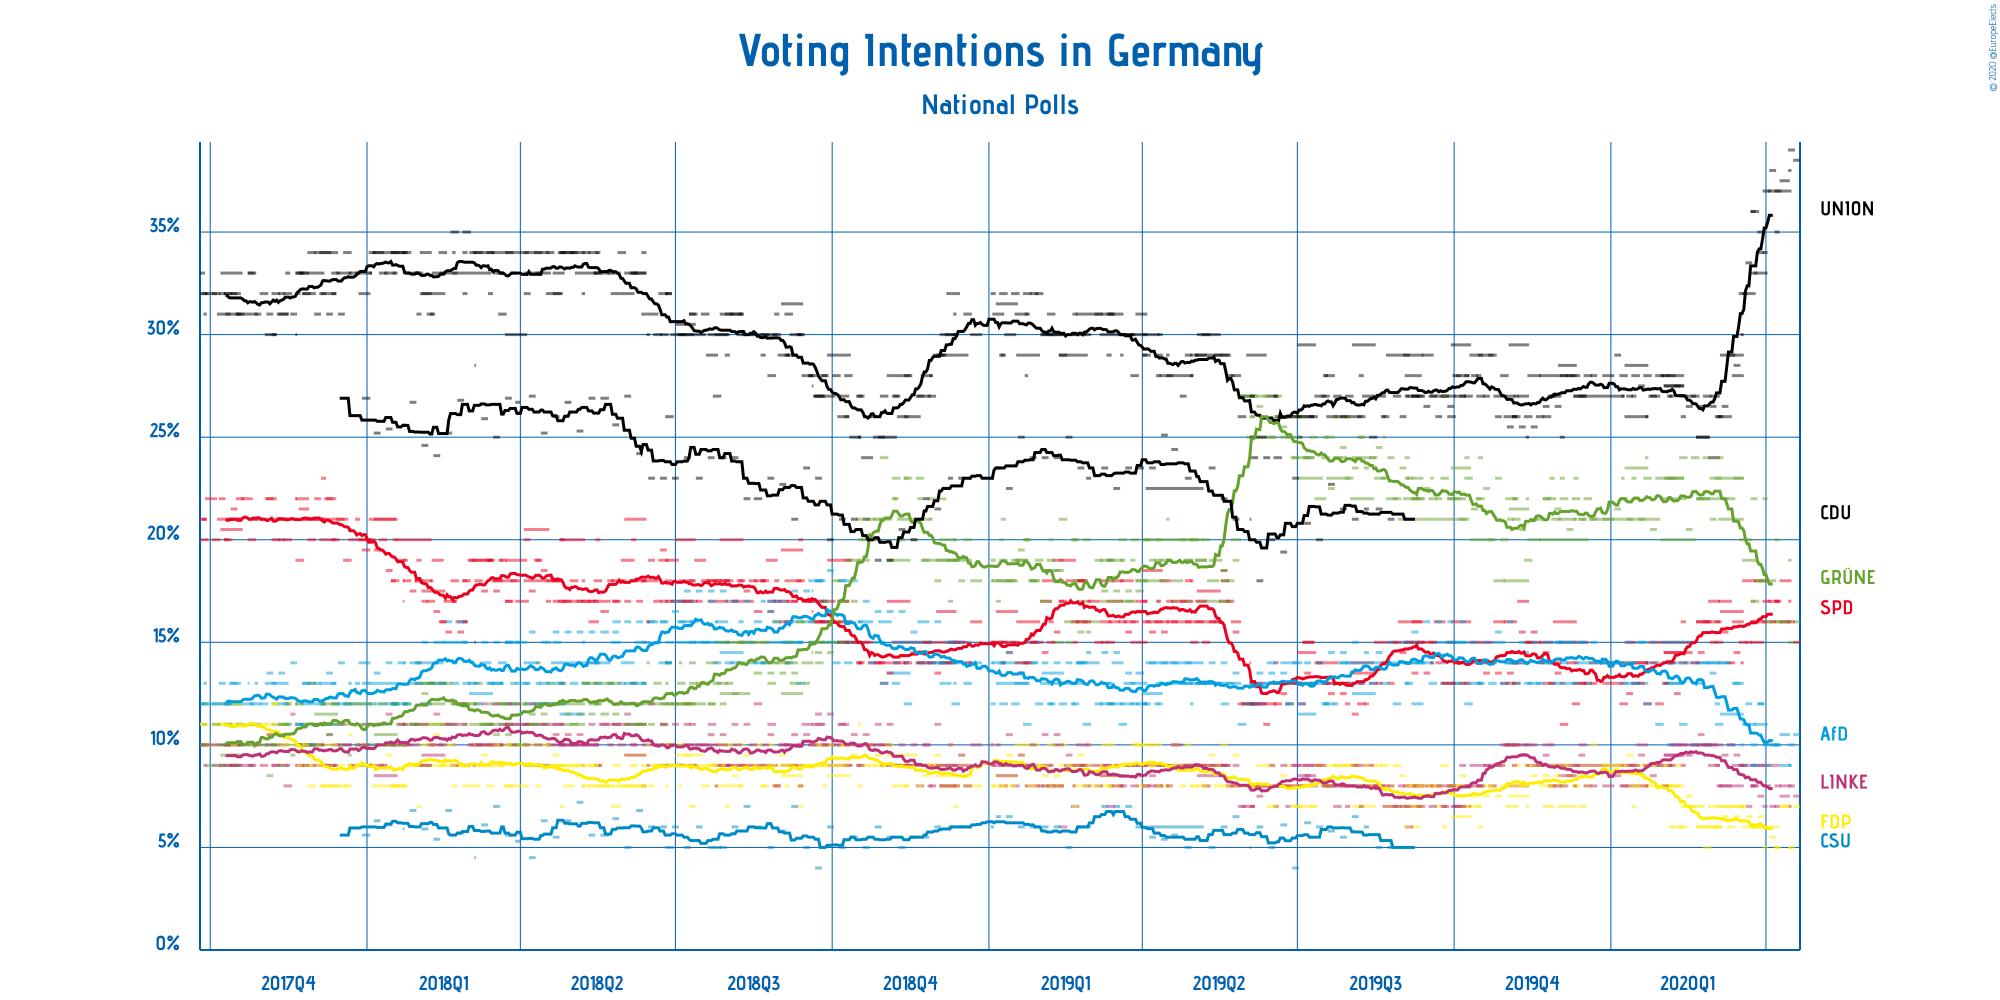 Voting Intentions in Germany
National Polls
© 2020 @EuropeElects
35%
30%
25%
20%
15%
10%
5%
0%
UNION
CDU
GRÜNE
SPD
AfD
LINKE
FDP
CSU
2017Q4
2018Q1
2018Q2
2018Q3
2018Q4
2019Q1
2019Q2
2019Q3
2019Q4
2020Q1